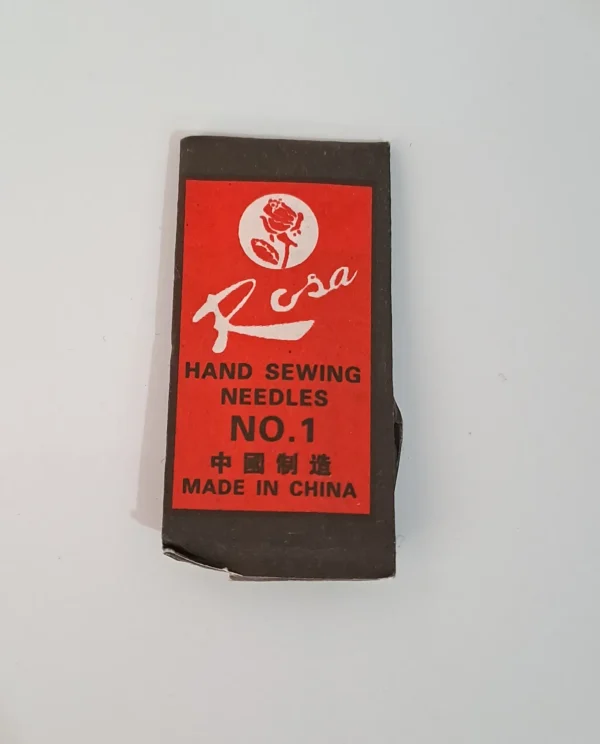 Rosa
HAND SEWING
NEEDLES
NO.1
中國制造
MADE IN CHINA